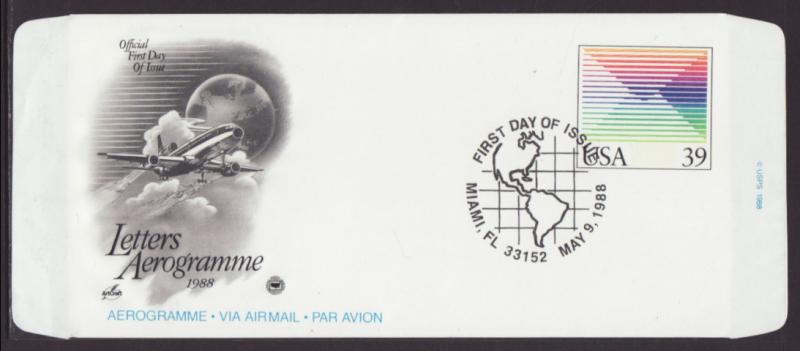 Official
First Day
Of Issue
Letters
Aerogramme
1988
ArtCraft
AEROGRAMME • VIA AIRMAIL • PAR AVION
FIRST DAY OF ISSUE
MIAMI, FL 33152 MAY 9, 1988
USA 39
© USPS 1988